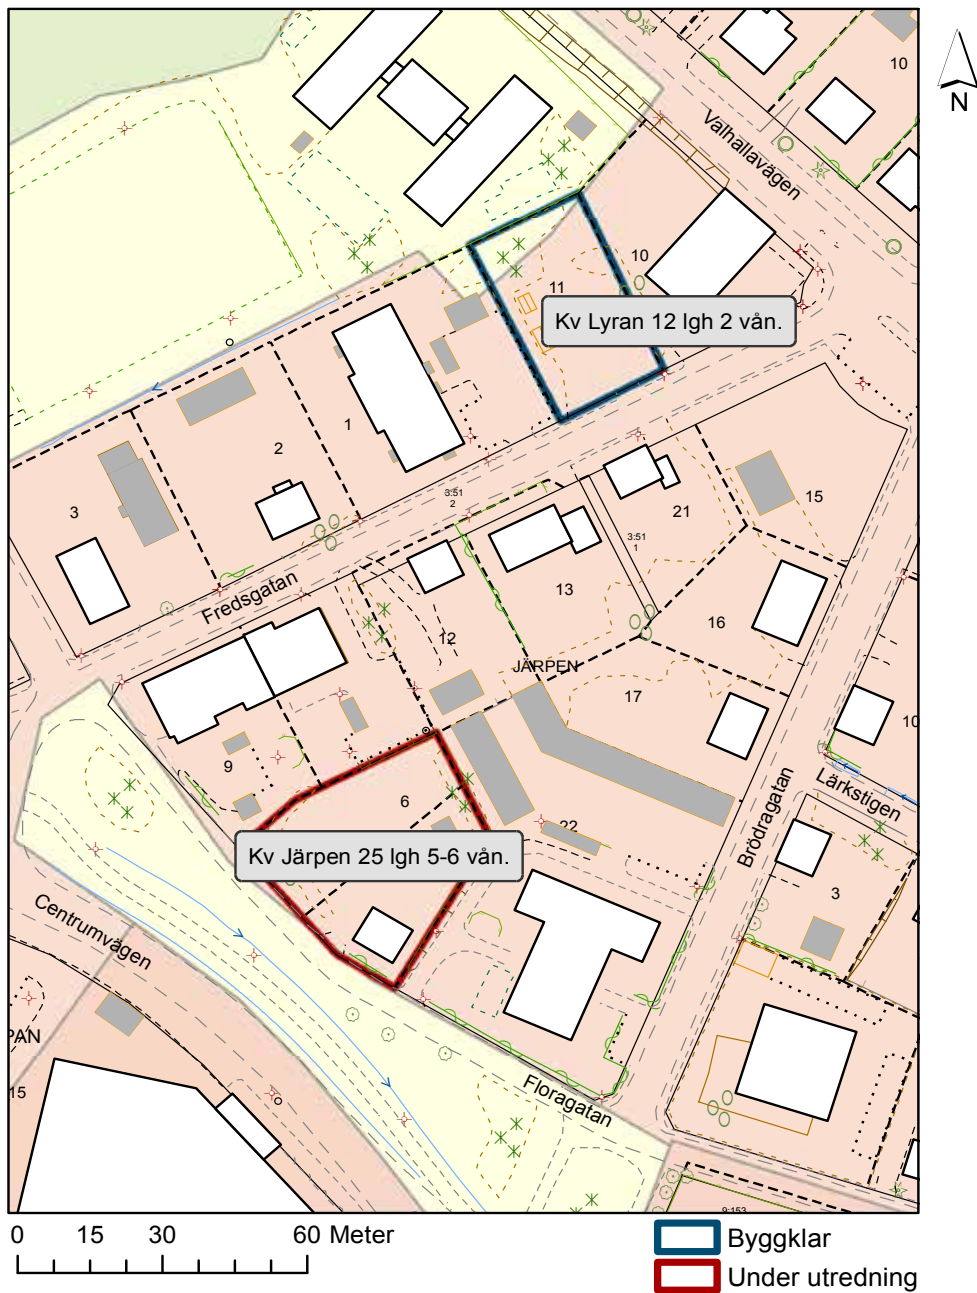 10
N
Valhallavägen
10
11
Kv Lyran 12 lgh 2 vån.
1
2
3
3:51
2
15
21
3:51
1
13
Fredsgatan
16
12
JÄRPEN
17
10
9
6
22
Lärkstigen
Brödragatan
Kv Järpen 25 lgh 5-6 vån.
3
Centrumvägen
PAN
15
Floragatan
9:153
0 15 30 60 Meter
Byggklar
Under utredning